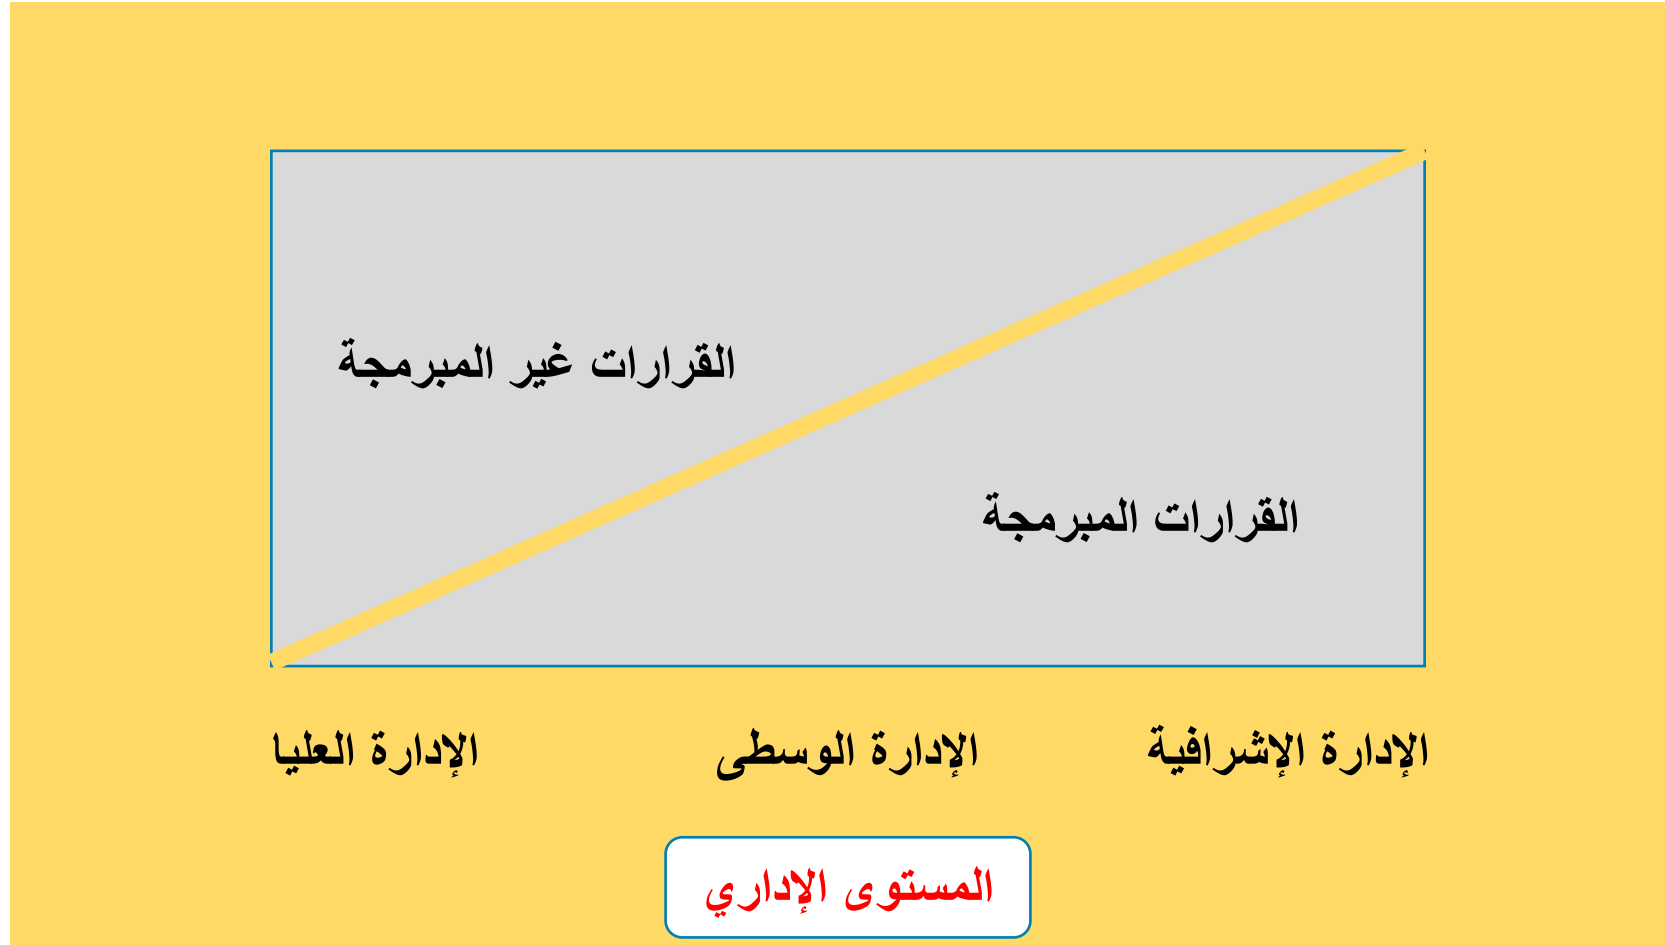 القرارات غير المبرمجة
القرارات المبرمجة
الإدارة الإشرافية
الإدارة الوسطى
الإدارة العليا
المستوى الإداري